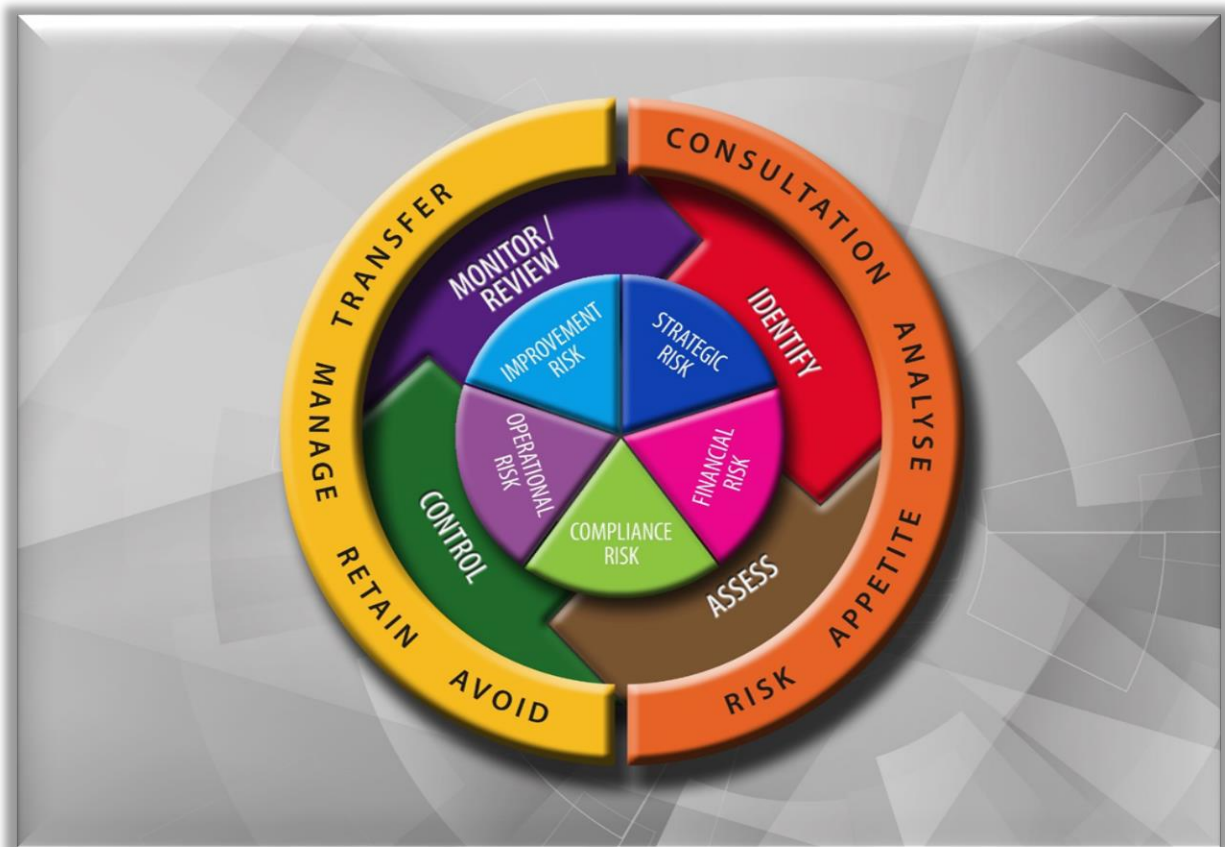 CONSULTATION ANALYSE RISK APPETITE
TRANSFER MANAGE RETAIN AVOID
MONITOR /
REVIEW
IDENTIFY
ASSESS
CONTROL
IMPROVEMENT
RISK
STRATEGIC
RISK
FINANCIAL
RISK
COMPLIANCE
RISK
OPERATIONAL
RISK